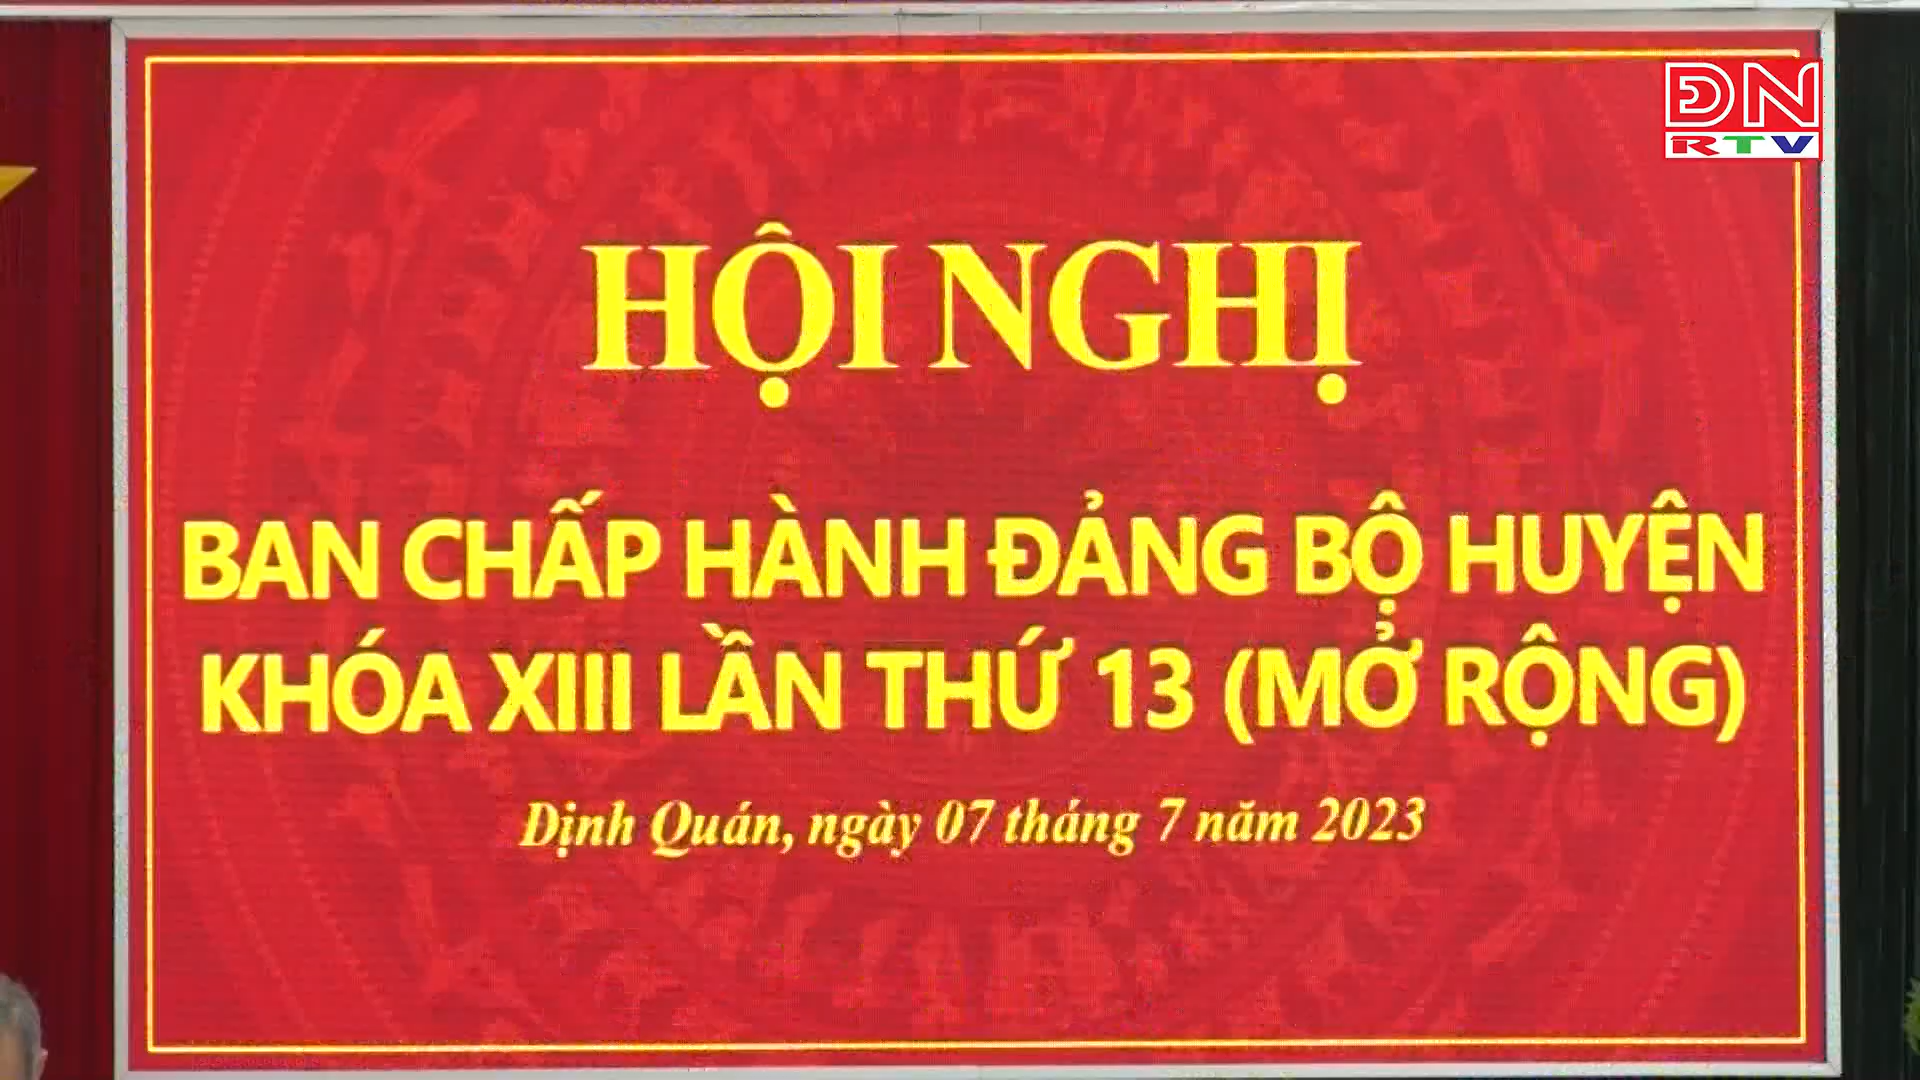 ĐN
RTV
HỘI NGHỊ
BAN CHẤP HÀNH ĐẢNG BỘ HUYỆN
KHÓA XIII LẦN THỨ 13 (MỞ RỘNG)
Định Quán, ngày 07 tháng 7 năm 2023